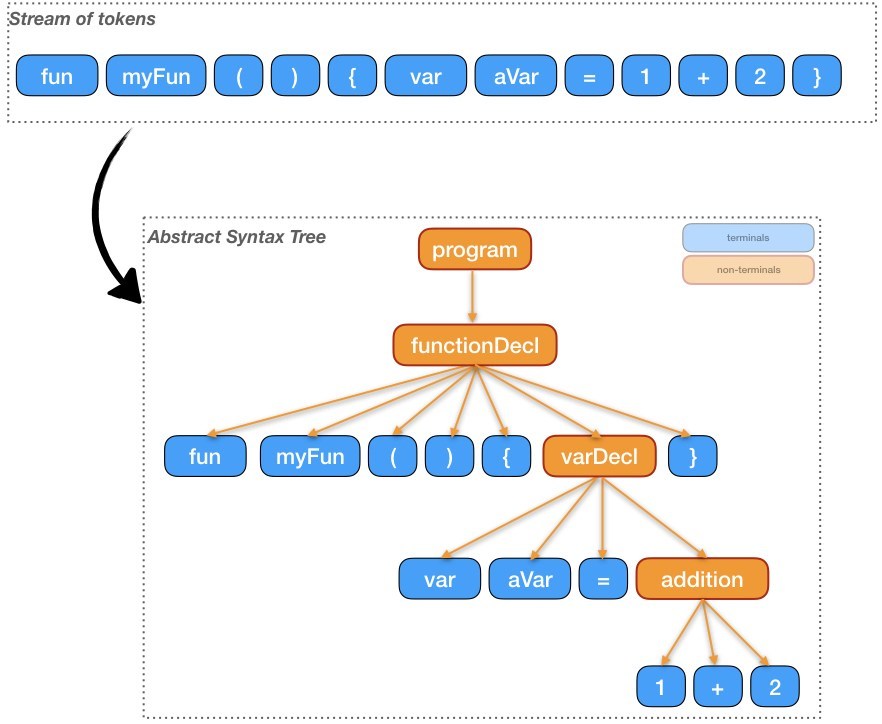 Stream of tokens
fun myFun ( ) { var aVar = 1 + 2 }
Abstract Syntax Tree
program
terminals
non-terminals
functionDecl
fun myFun ( ) { varDecl }
var aVar = addition
1 + 2